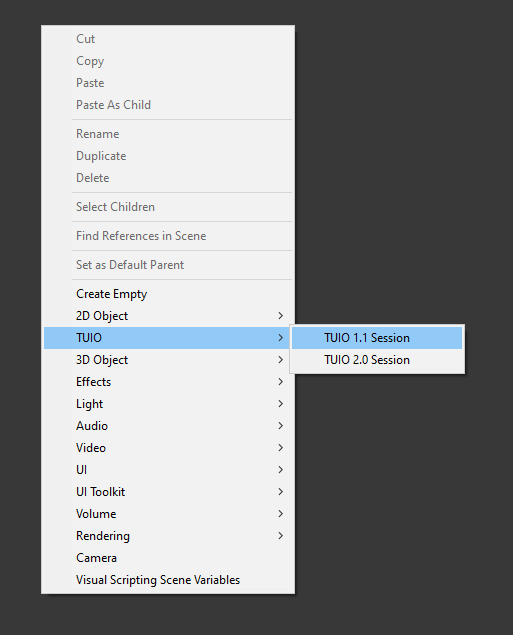 Cut
Copy
Paste
Paste As Child
Rename
Duplicate
Delete
Select Children
Find References in Scene
Set as Default Parent
Create Empty
2D Object
TUIO
TUIO 1.1 Session
3D Object
TUIO 2.0 Session
Effects
Light
Audio
Video
UI
UI Toolkit
Volume
Rendering
Camera
Visual Scripting Scene Variables